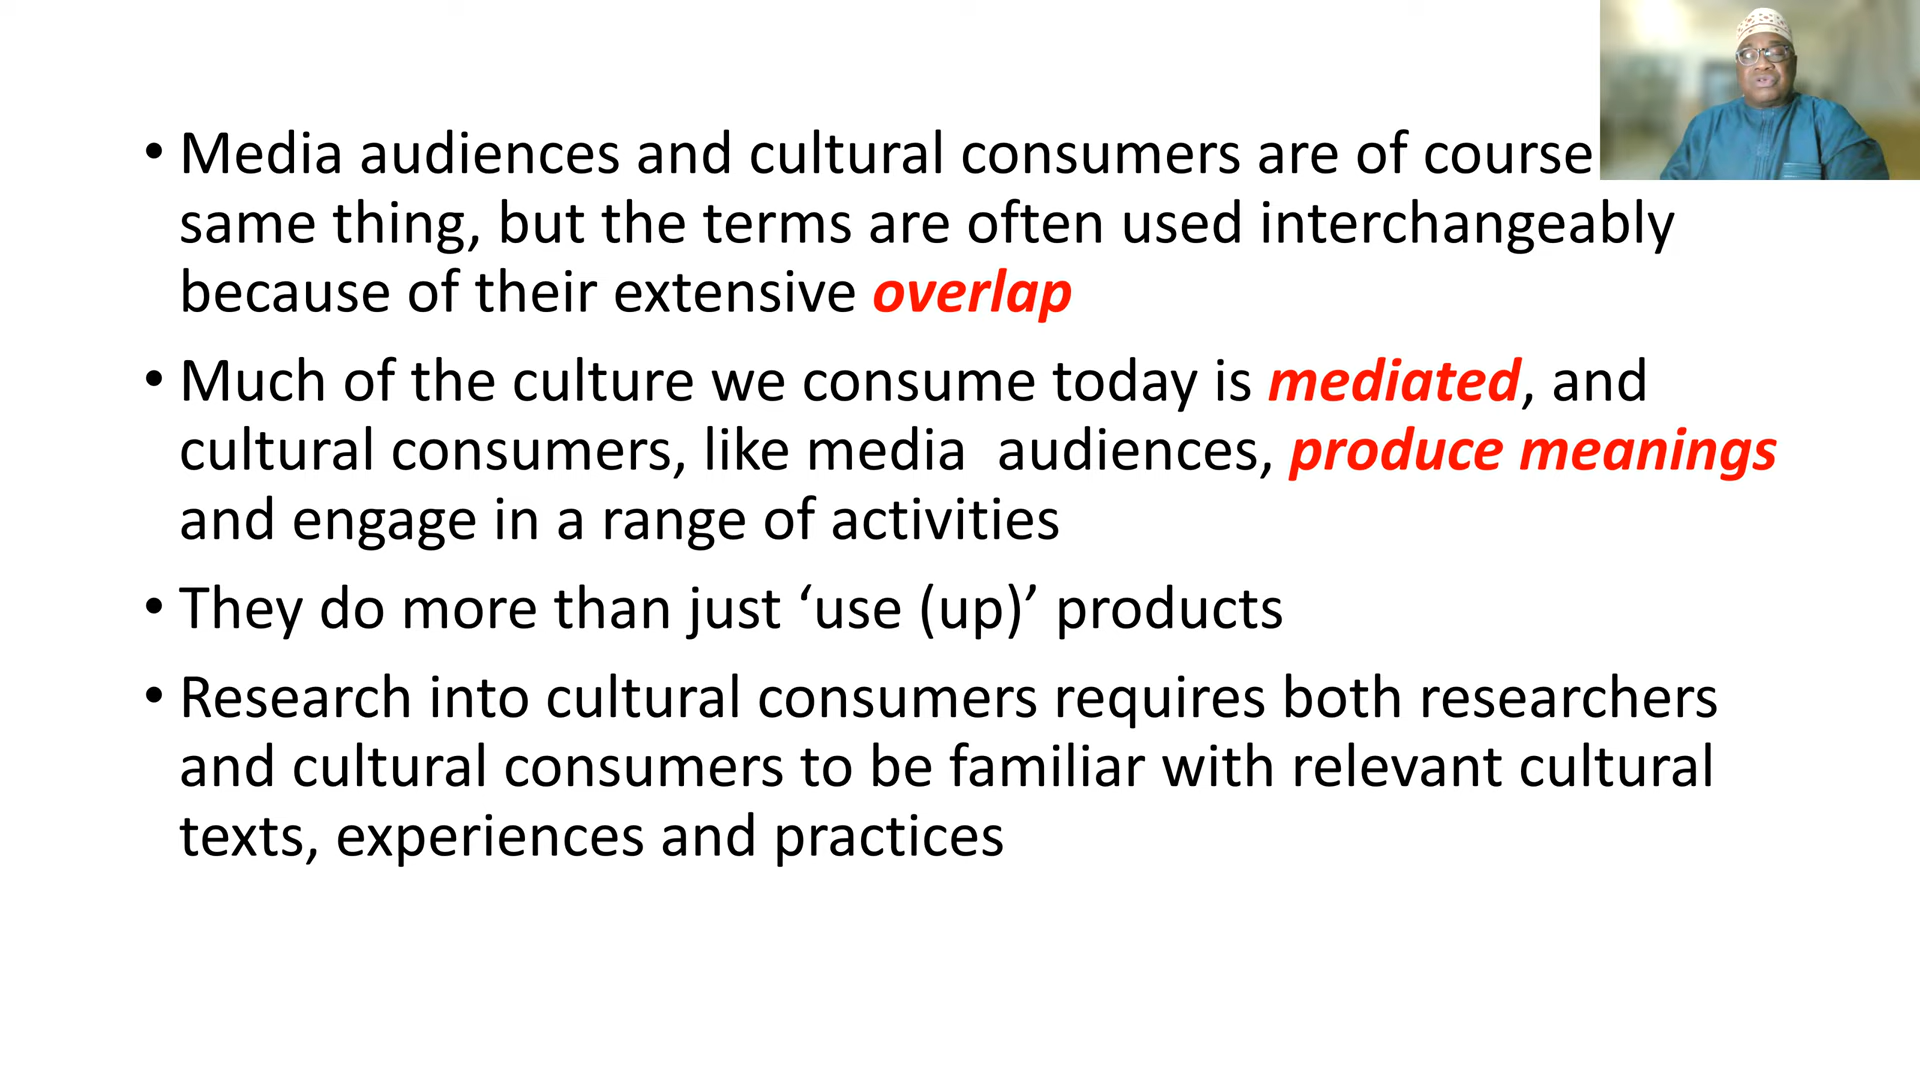 • Media audiences and cultural consumers are of course
same thing, but the terms are often used interchangeably
because of their extensive overlap
• Much of the culture we consume today is mediated, and
cultural consumers, like media  audiences, produce meanings
and engage in a range of activities
• They do more than just ‘use (up)’ products
• Research into cultural consumers requires both researchers
and cultural consumers to be familiar with relevant cultural
texts, experiences and practices